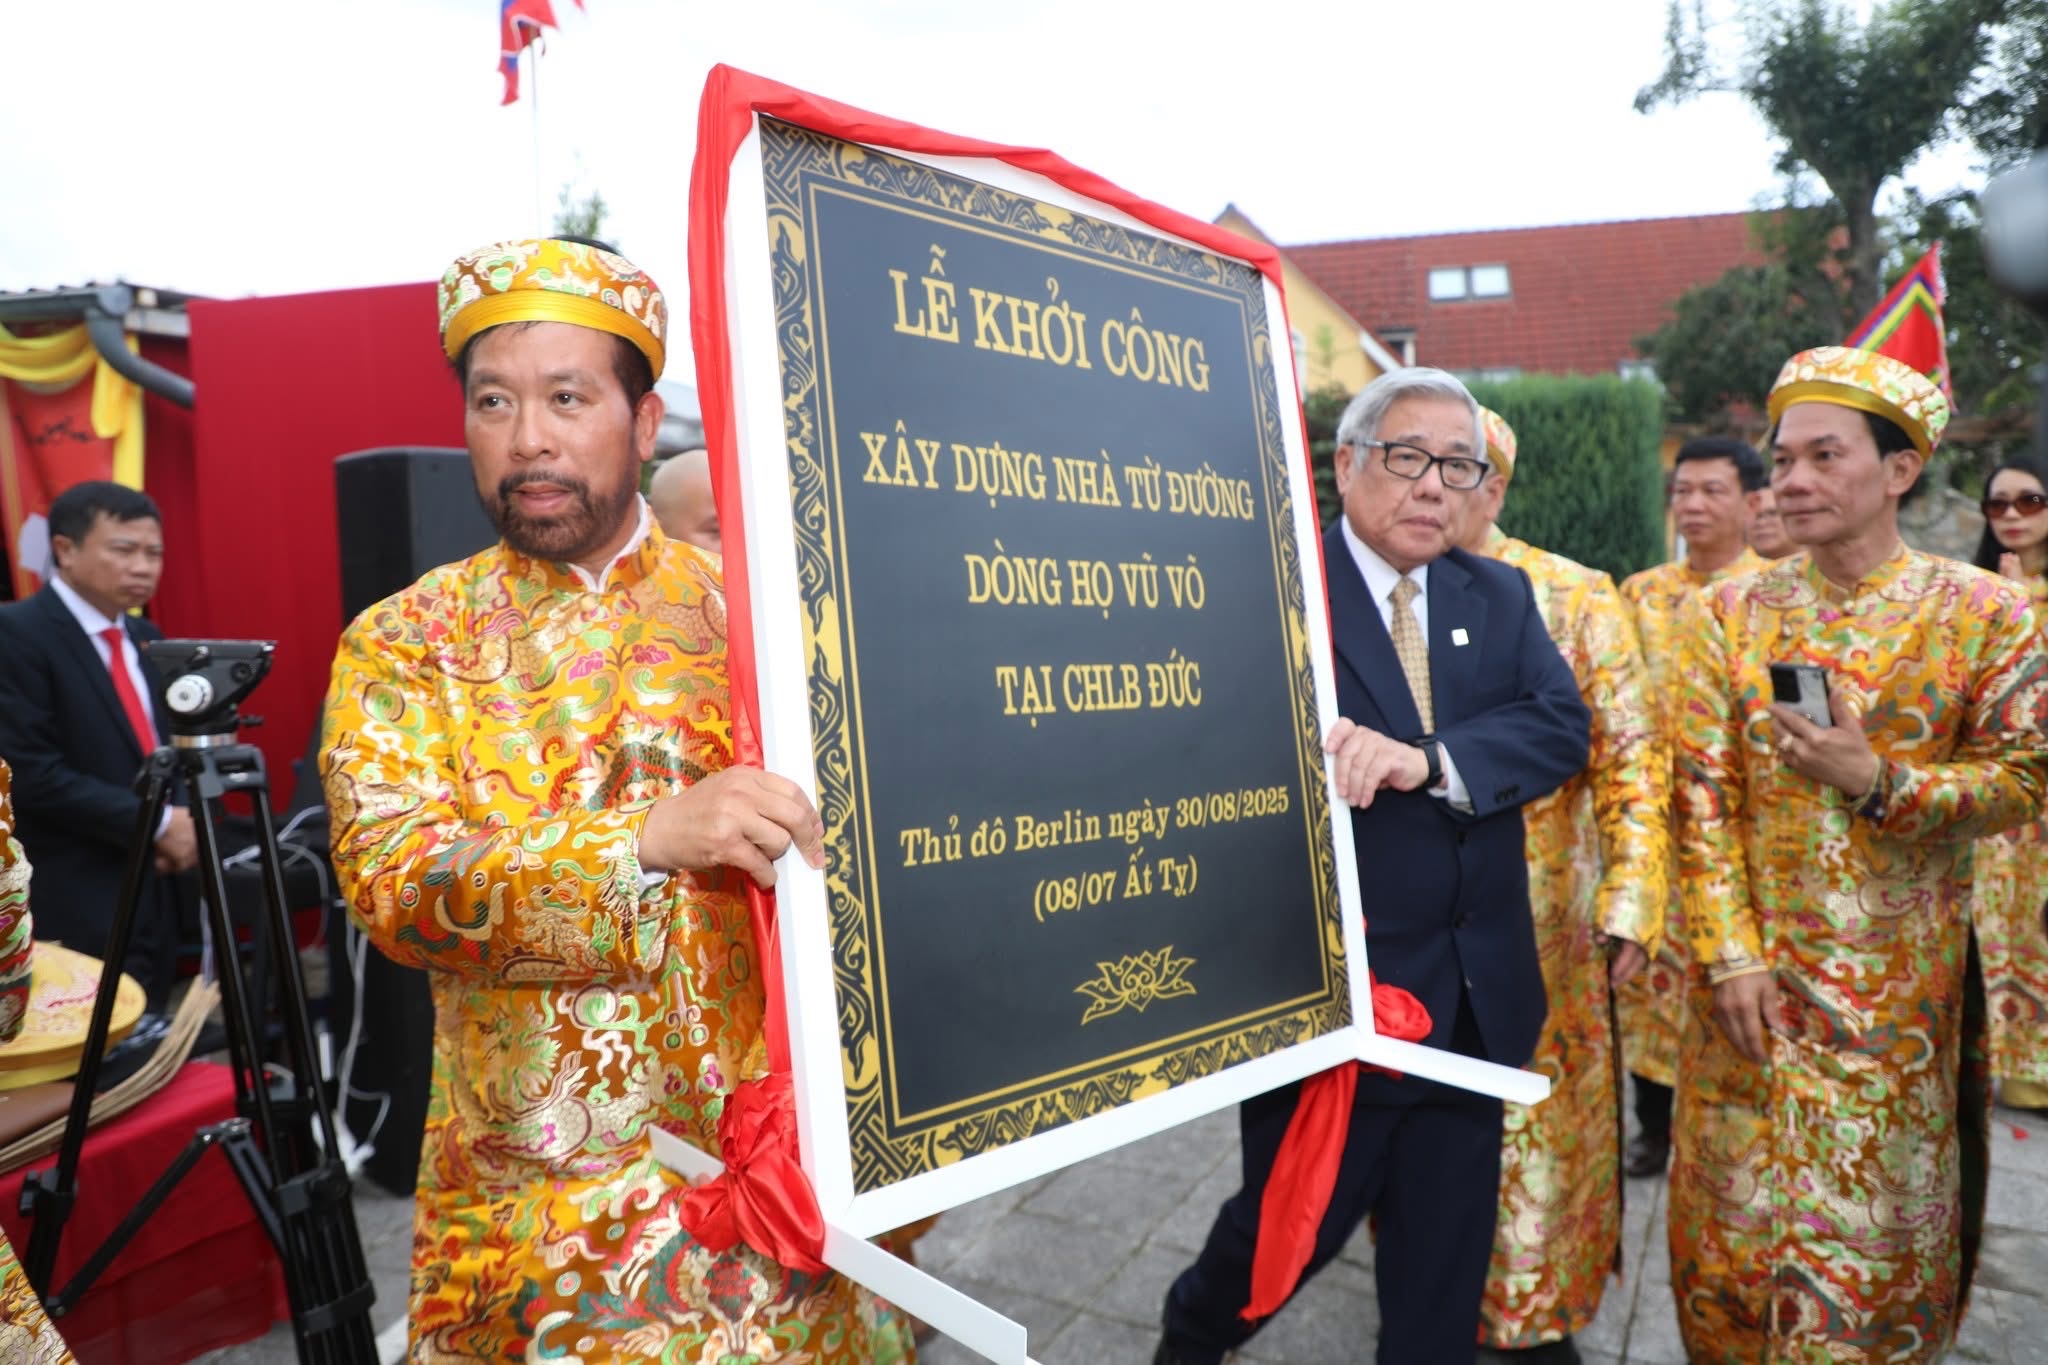 LỄ KHỞI CÔNG
XÂY DỰNG NHÀ TỪ ĐƯỜNG
DÒNG HỌ VŨ VÕ
TẠI CHLB ĐỨC
Thủ đô Berlin ngày 30/08/2025
(08/07 Ất Tỵ)